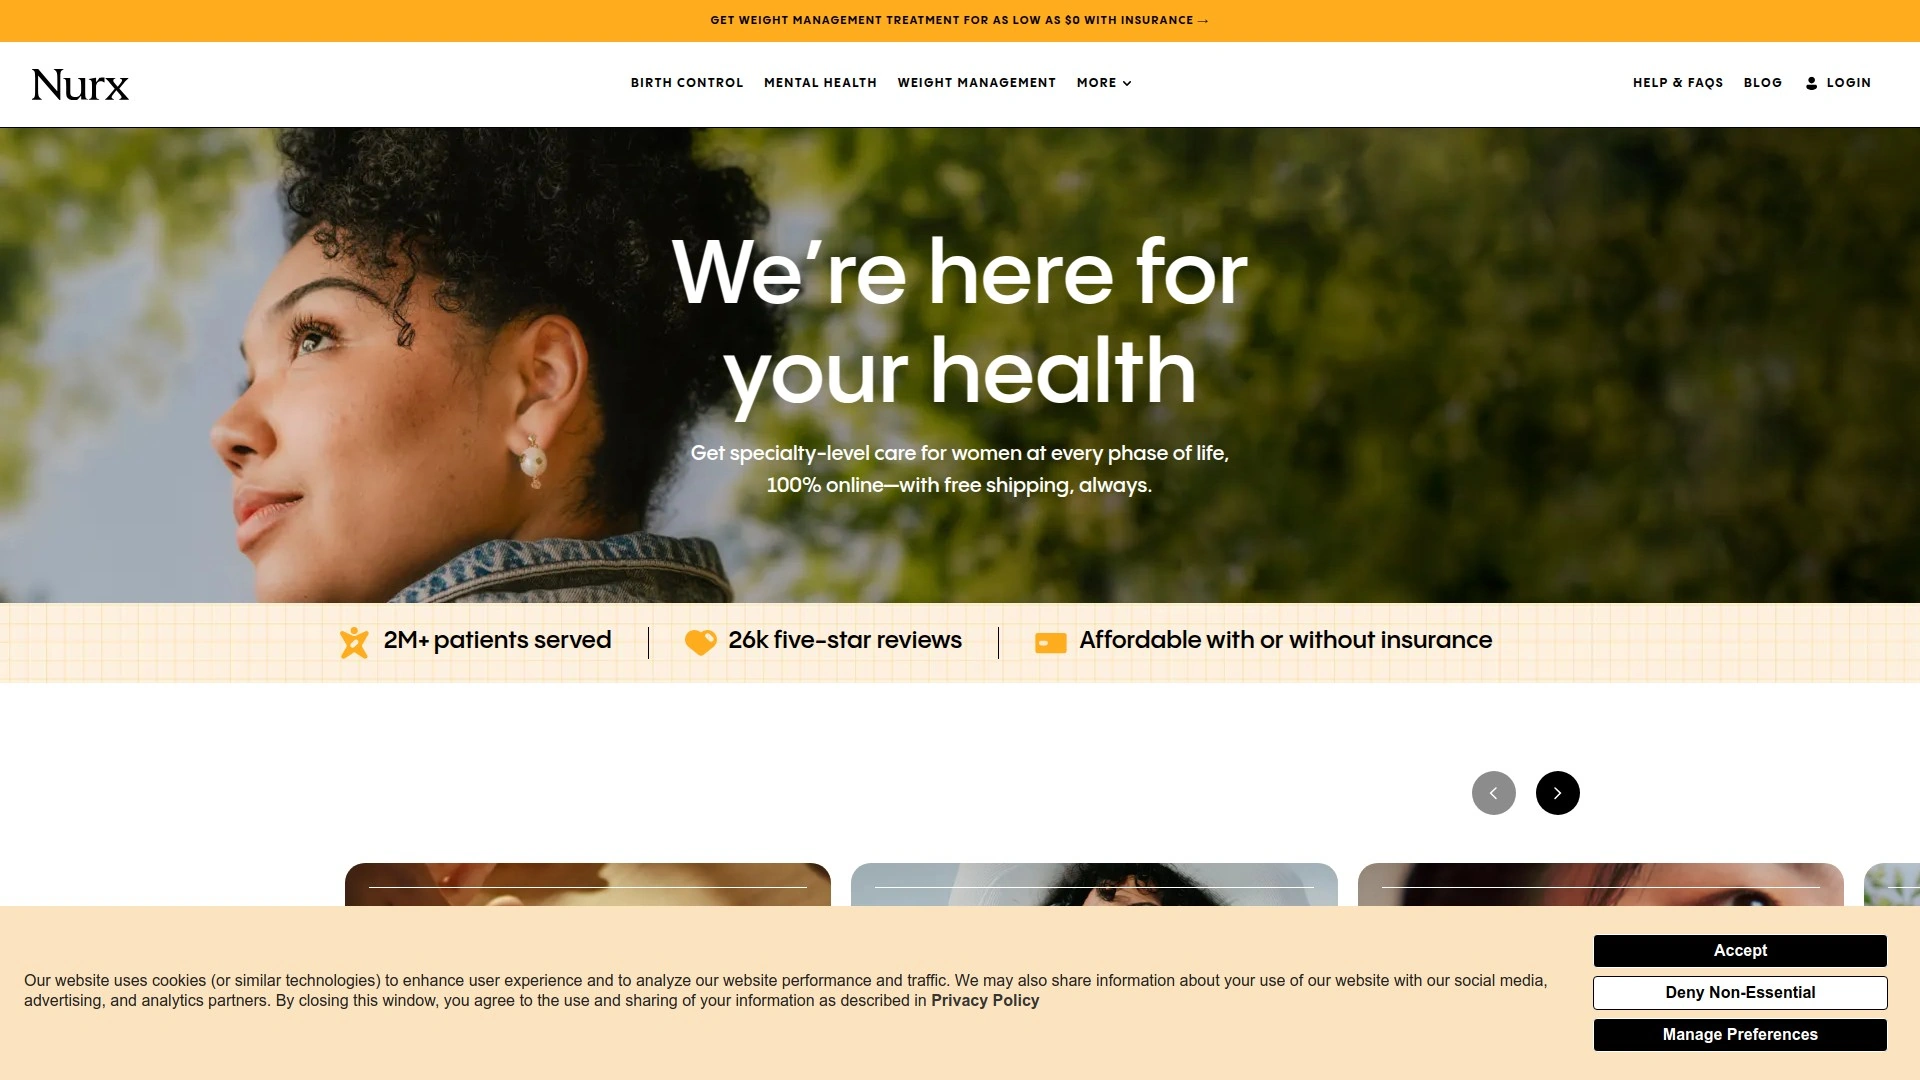 GET WEIGHT MANAGEMENT TREATMENT FOR AS LOW AS $0 WITH INSURANCE →
Nurx
BIRTH CONTROL
MENTAL HEALTH
WEIGHT MANAGEMENT
MORE
HELP & FAQS
BLOG
LOGIN
We’re here for
your health
Get specialty-level care for women at every phase of life,
100% online—with free shipping, always.
2M+ patients served
26k five-star reviews
Affordable with or without insurance
Our website uses cookies (or similar technologies) to enhance user experience and to analyze our website performance and traffic. We may also share information about your use of our website with our social media,
advertising, and analytics partners. By closing this window, you agree to the use and sharing of your information as described in Privacy Policy
Accept
Deny Non-Essential
Manage Preferences